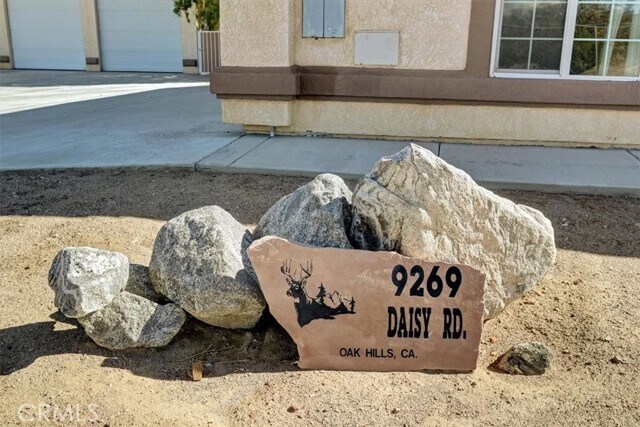 9269
DAISY RD.
OAK HILLS, CA.
CRMLS